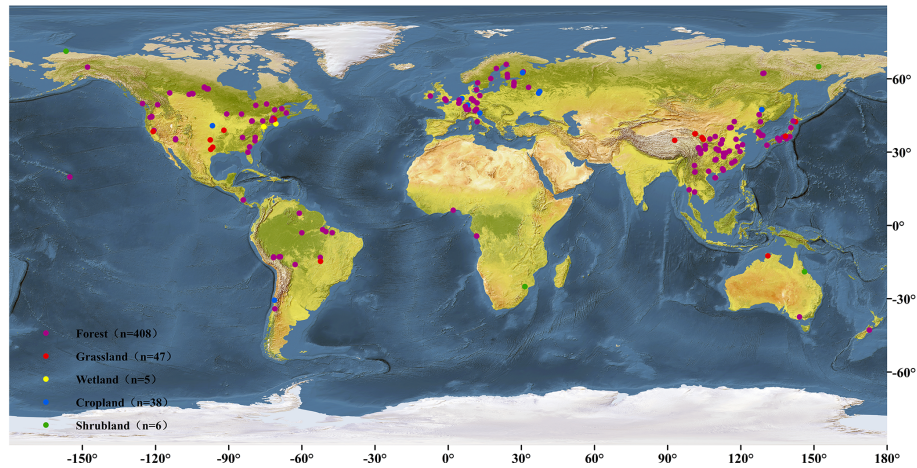 60°
30°
0°
-30°
-60°
Forest（n=408）
Grassland（n=47）
Wetland（n=5）
Cropland（n=38）
Shrubland（n=6）
-150° -120° -90° -60° -30° 0° 30° 60° 90° 120° 150° 180°